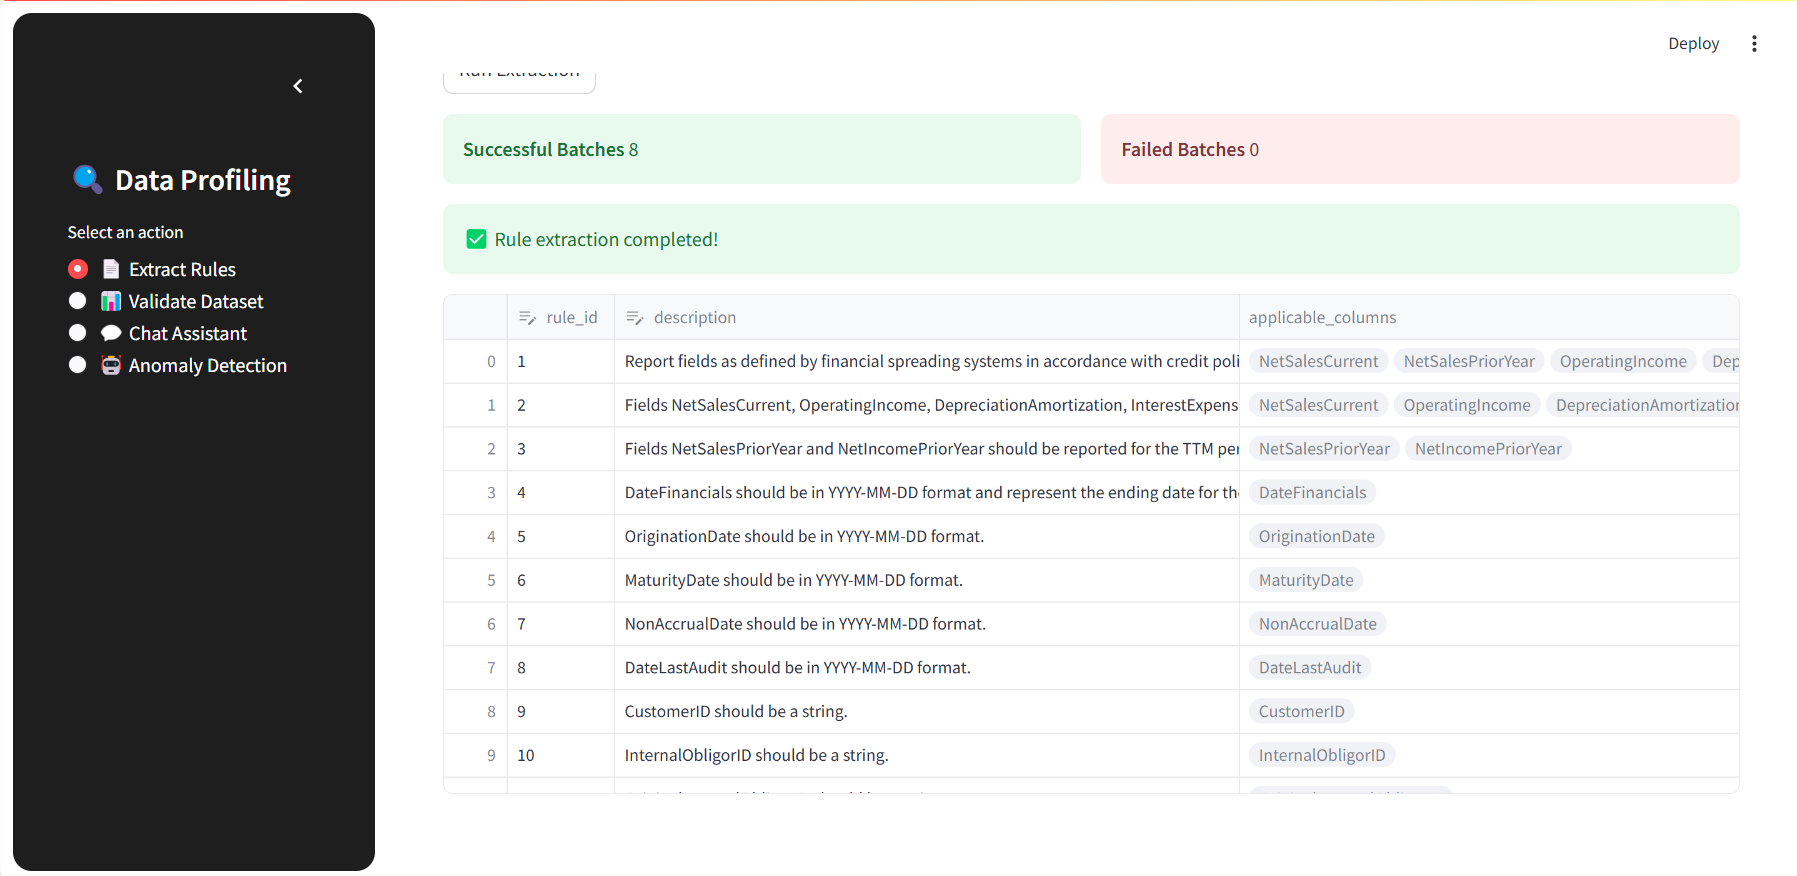 Deploy
Run Extraction
Data Profiling
Select an action
Extract Rules
Validate Dataset
Chat Assistant
Anomaly Detection
Successful Batches 8
Failed Batches 0
Rule extraction completed!
rule_id description applicable_columns
0 1 Report fields as defined by financial spreading systems in accordance with credit poli NetSalesCurrent NetSalesPriorYear OperatingIncome Dep
1 2 Fields NetSalesCurrent, OperatingIncome, DepreciationAmortization, InterestExpens NetSalesCurrent OperatingIncome DepreciationAmortization
2 3 Fields NetSalesPriorYear and NetIncomePriorYear should be reported for the TTM per NetSalesPriorYear NetIncomePriorYear
3 4 DateFinancials should be in YYYY-MM-DD format and represent the ending date for th DateFinancials
4 5 OriginationDate should be in YYYY-MM-DD format. OriginationDate
5 6 MaturityDate should be in YYYY-MM-DD format. MaturityDate
6 7 NonAccrualDate should be in YYYY-MM-DD format. NonAccrualDate
7 8 DateLastAudit should be in YYYY-MM-DD format. DateLastAudit
8 9 CustomerID should be a string. CustomerID
9 10 InternalObligorID should be a string. InternalObligorID